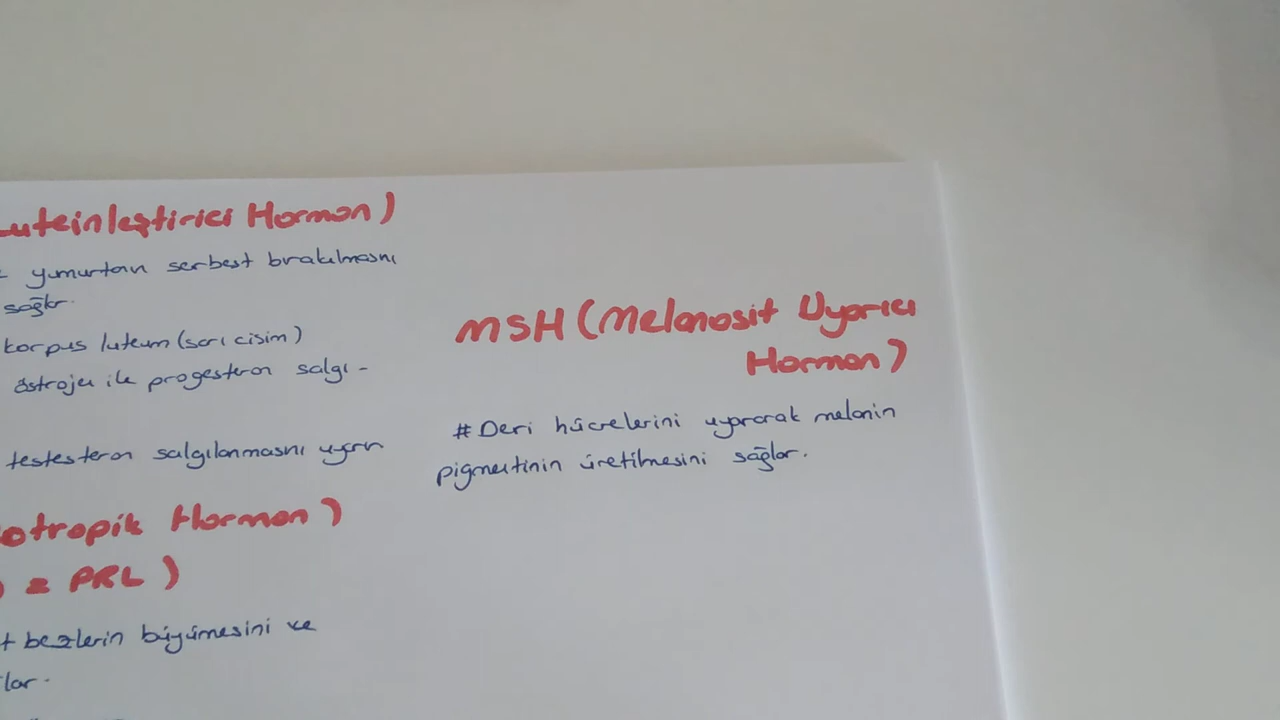 Luteinleştirici Hormon)
yumurtanın serbest bırakılmasını
sağlar.
korpus luteum (sarı cisim)
östrojen ile progesteron salgı-
testesteron salgılanmasını uyarır
otropik Hormon)
) = PRL )
t bezlerin büyümesini ve
lar.
MSH (Melanosit Uyarıcı
Hormon)
# Deri hücrelerini uyararak melanin
pigmentinin üretilmesini sağlar.